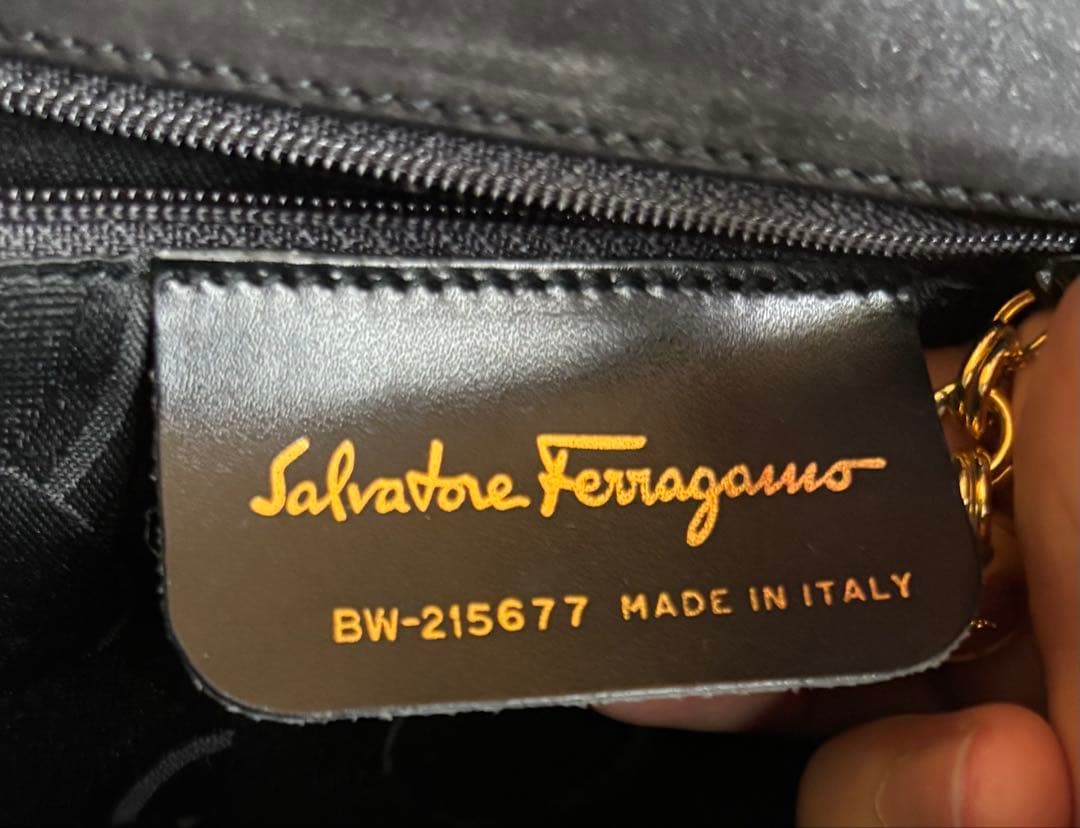 Salvatore Ferragamo
BW-215677 MADE IN ITALY